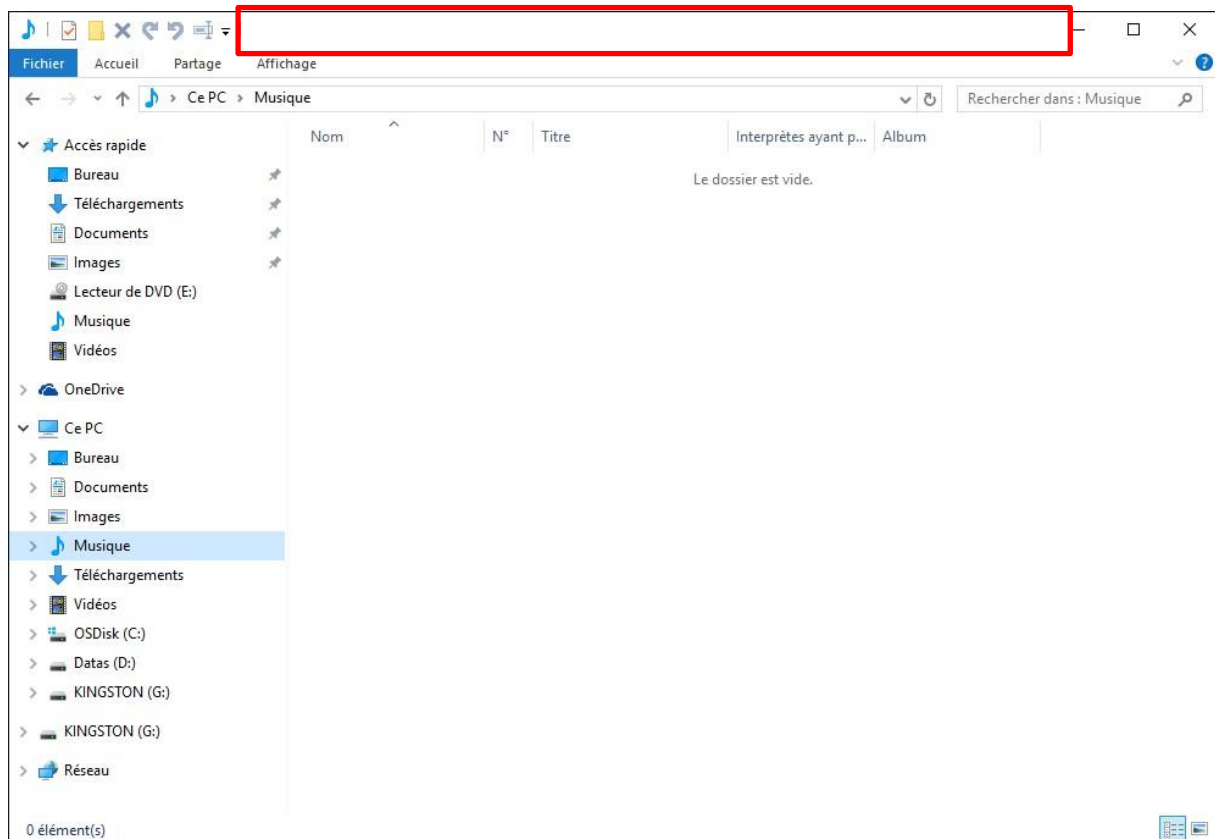 Fichier Accueil Partage Affichage
Ce PC > Musique
Rechercher dans : Musique
Nom N° Titre Interprètes ayant p... Album
Accès rapide
Le dossier est vide.
Bureau
Téléchargements
Documents
Images
Lecteur de DVD (E:)
Musique
Vidéos
OneDrive
Ce PC
Bureau
Documents
Images
Musique
Téléchargements
Vidéos
OSDisk (C:)
Datas (D:)
KINGSTON (G:)
KINGSTON (G:)
Réseau
0 élément(s)